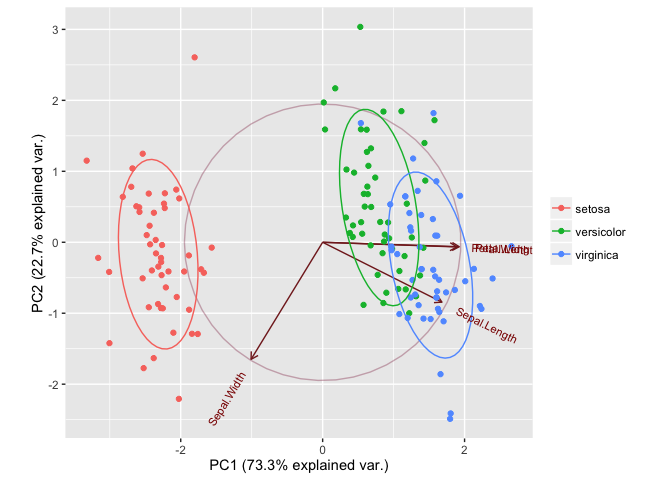 3
2
1
0
-1
-2
-2
0
2
PC1 (73.3% explained var.)
PC2 (22.7% explained var.)
Sepal.Width
Sepal.Length
setosa
versicolor
virginica